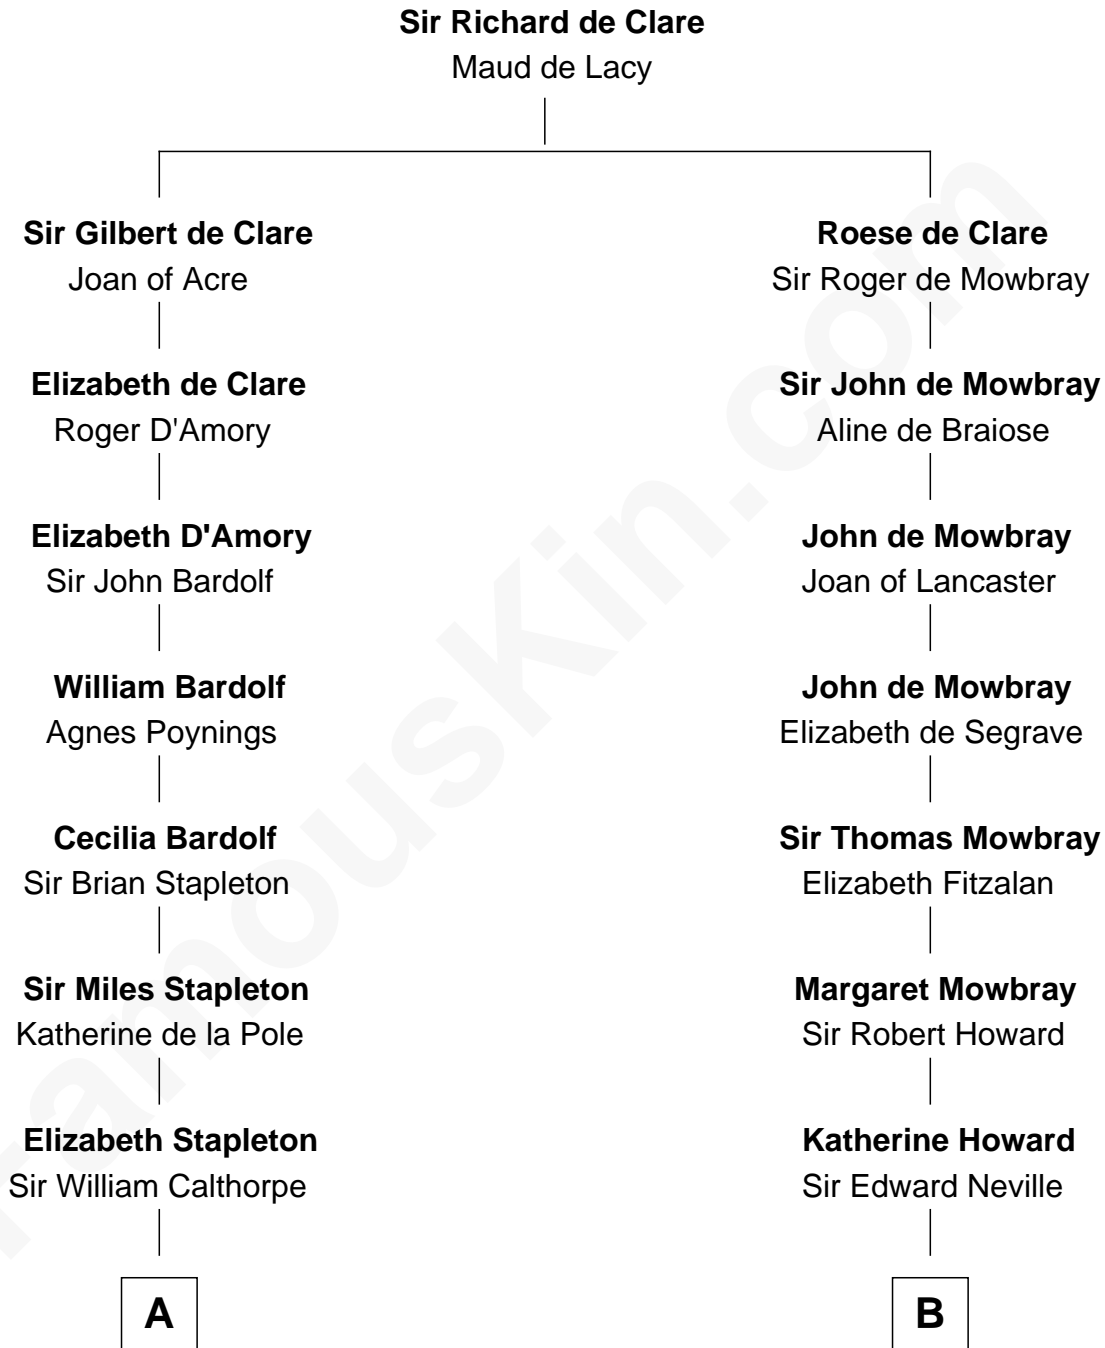 Sir Richard de Clare
Maud de Lacy
Sir Gilbert de Clare
Joan of Acre
Roese de Clare
Sir Roger de Mowbray
Elizabeth de Clare
Roger D'Amory
Sir John de Mowbray
Aline de Braiose
Elizabeth D'Amory
Sir John Bardolf
John de Mowbray
Joan of Lancaster
William Bardolf
Agnes Poynings
John de Mowbray
Elizabeth de Segrave
Cecilia Bardolf
Sir Brian Stapleton
Sir Thomas Mowbray
Elizabeth Fitzalan
Sir Miles Stapleton
Katherine de la Pole
Margaret Mowbray
Sir Robert Howard
Elizabeth Stapleton
Sir William Calthorpe
Katherine Howard
Sir Edward Neville
A
B
FamousKin.com